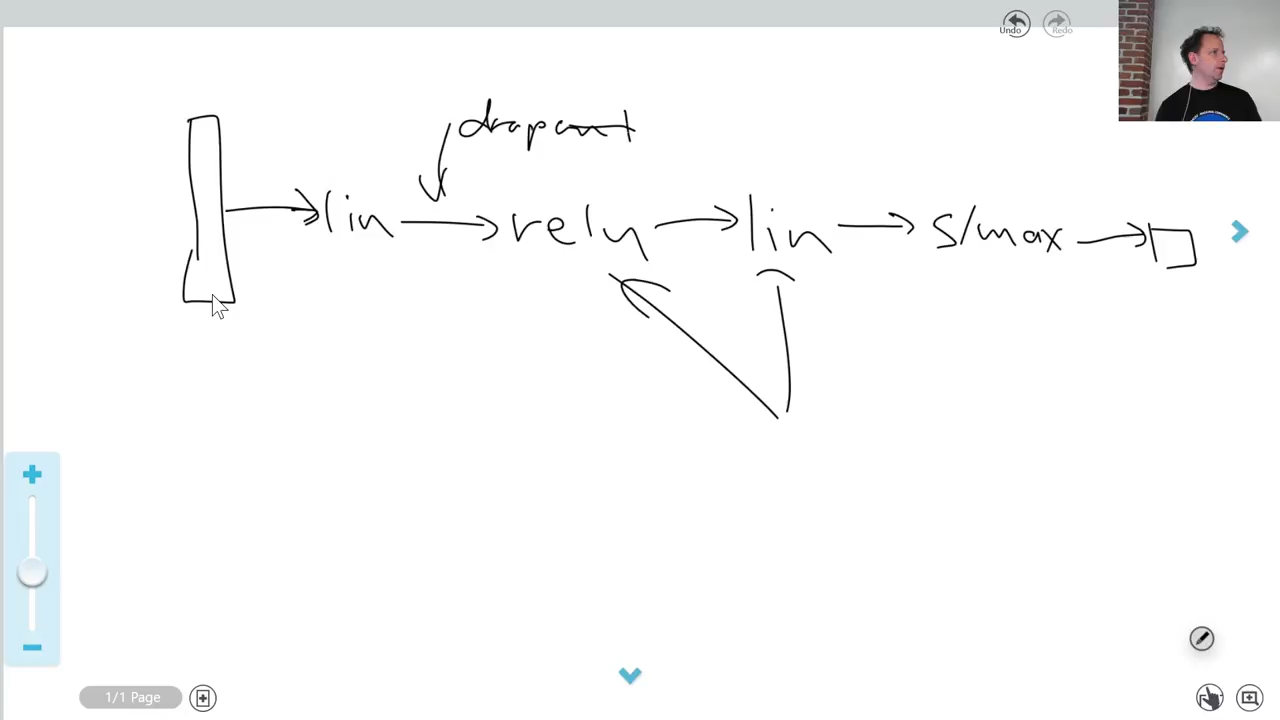 Undo Redo
dropout
lin relu lin s/max
1/1 Page